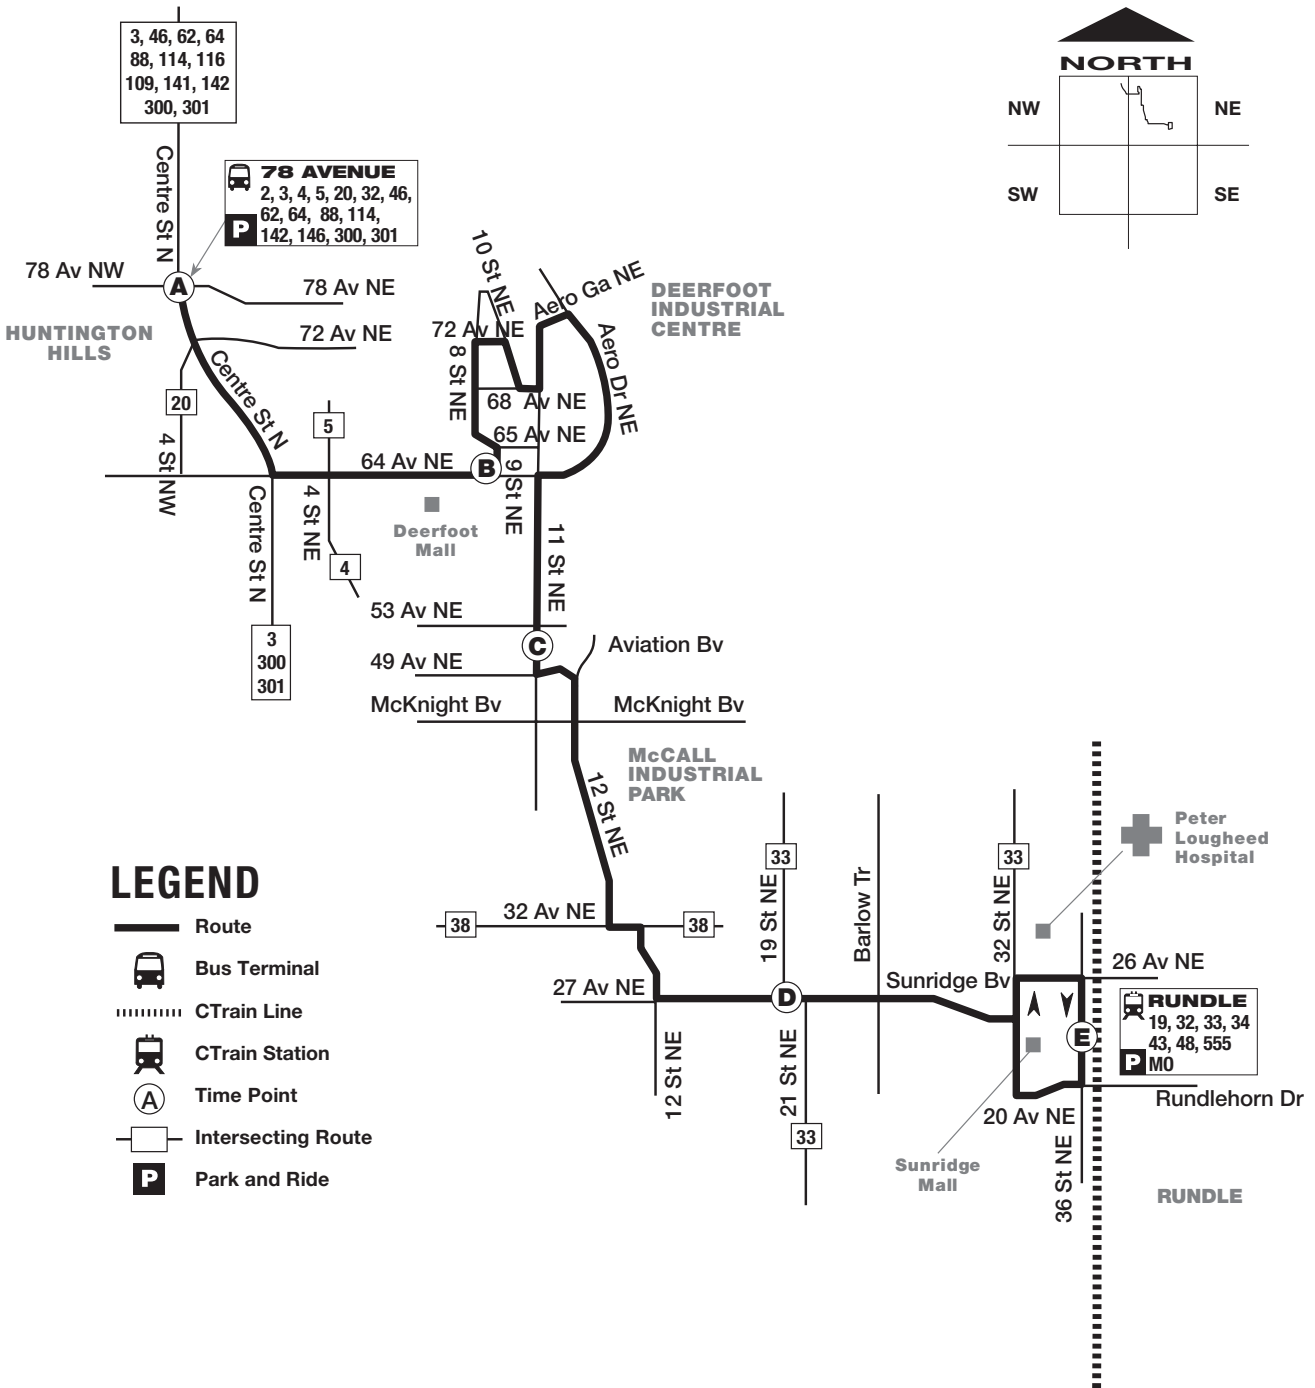 3, 46, 62, 64
88, 114, 116
109, 141, 142
300, 301
NORTH
NW
NE
SW
SE
Centre St N
78 AVENUE
2, 3, 4, 5, 20, 32, 46,
62, 64, 88, 114,
142, 146, 300, 301
P
78 Av NW
A
78 Av NE
HUNTINGTON
HILLS
72 Av NE
Centre St N
20
4 St NW
5
10 St NE
Aero Ga NE
DEERFOOT
INDUSTRIAL
CENTRE
72 Av NE
8 St NE
Aero Dr NE
68 Av NE
65 Av NE
64 Av NE
B
9 St NE
Centre St N
4 St NE
4
Deerfoot
Mall
11 St NE
3
300
301
53 Av NE
C
Aviation Bv
49 Av NE
McKnight Bv
McKnight Bv
McCALL
INDUSTRIAL
PARK
12 St NE
38
32 Av NE
38
33
19 St NE
Barlow Tr
33
32 St NE
Peter
Lougheed
Hospital
27 Av NE
D
Sunridge Bv
26 Av NE
E
RUNDLE
19, 32, 33, 34
43, 48, 555
P
MO
12 St NE
21 St NE
33
20 Av NE
Rundlehorn Dr
36 St NE
Sunridge
Mall
RUNDLE
LEGEND
Route
Bus Terminal
CTrain Line
CTrain Station
A
Time Point
Intersecting Route
P
Park and Ride